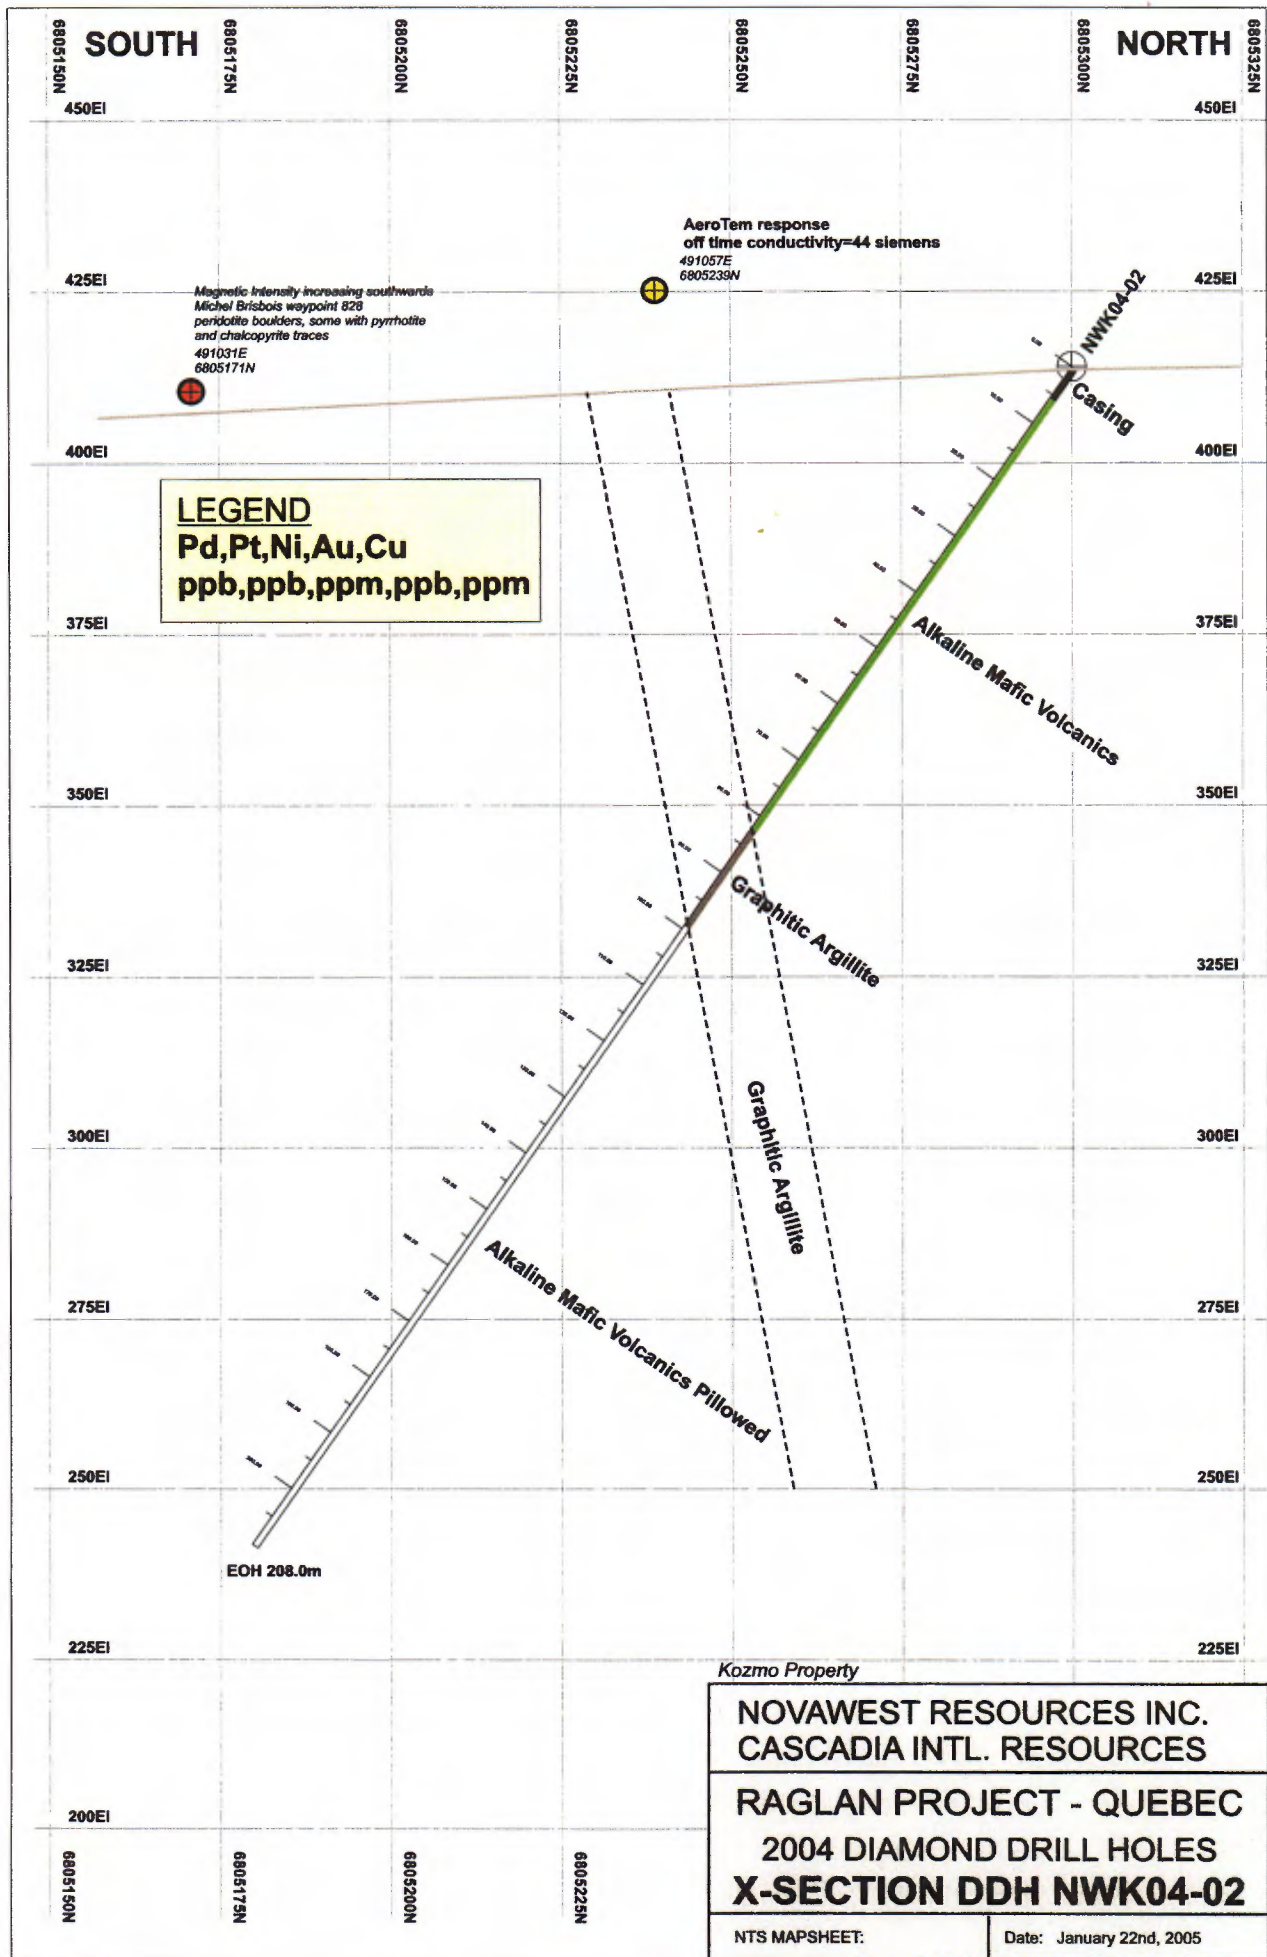 6805150N
6805175N
6805200N
6805225N
6805250N
6805275N
6805300N
6805325N
SOUTH
NORTH
450El
450El
AeroTem response
off time conductivity=44 siemens
491057E
6805239N
425El
425El
Magnetic Intensity increasing southwards
Michel Brisbois waypoint 828
peridotite boulders, some with pyrrhotite
and chalcopyrite traces
491031E
6805171N
NWK04-02
Casing
400El
400El
LEGEND
Pd,Pt,Ni,Au,Cu
ppb,ppb,ppm,ppb,ppm
375El
375El
Alkaline Mafic Volcanics
350El
350El
Graphitic Argillite
325El
325El
Graphitic Argillite
300El
300El
Alkaline Mafic Volcanics Pillowed
275El
275El
250El
250El
EOH 208.0m
225El
225El
Kozmo Property
NOVAWEST RESOURCES INC.
CASCADIA INTL. RESOURCES
RAGLAN PROJECT - QUEBEC
2004 DIAMOND DRILL HOLES
X-SECTION DDH NWK04-02
NTS MAPSHEET:
Date: January 22nd, 2005
200El
6805150N
6805175N
6805200N
6805225N